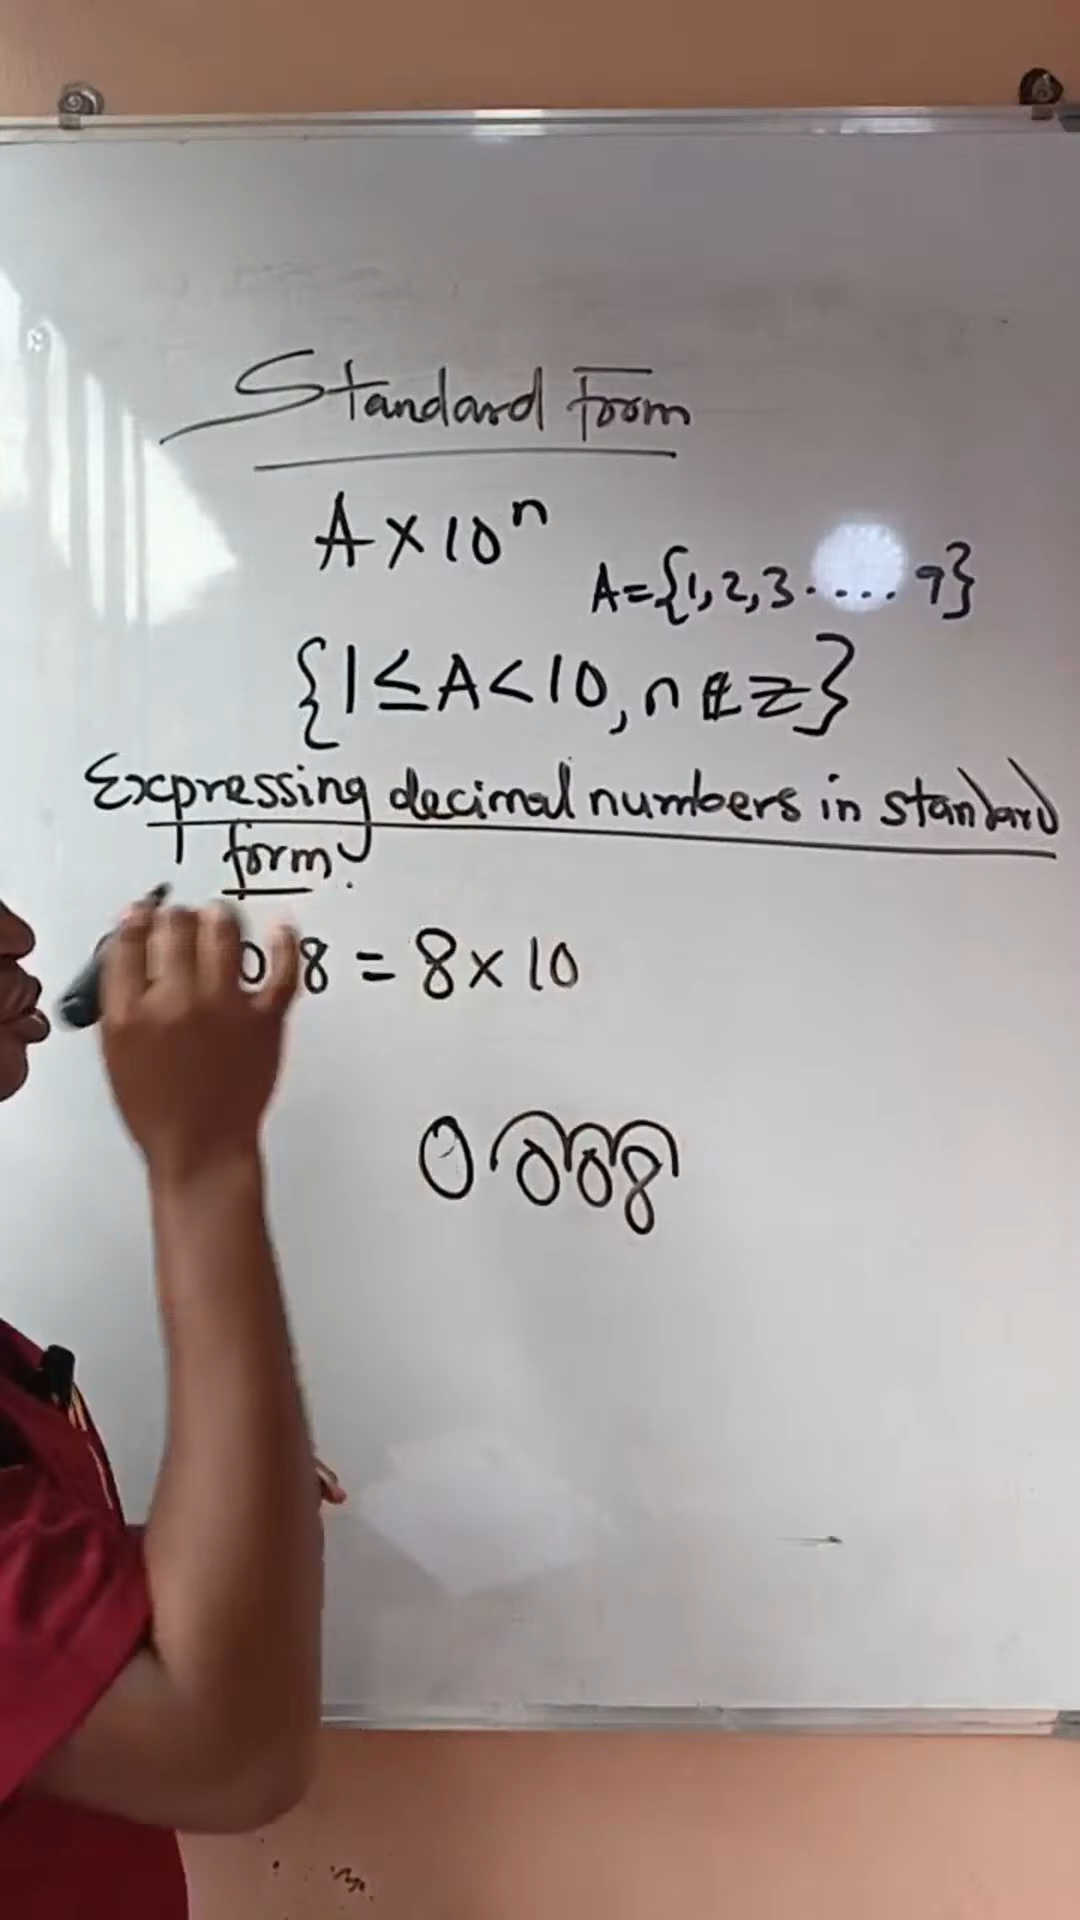 Standard Form
A × 10ⁿ
A={1,2,3.....9}
{1≤A<10, n ∉ Z}
Expressing decimal numbers in standard
form.
0.8 = 8 × 10
0.008